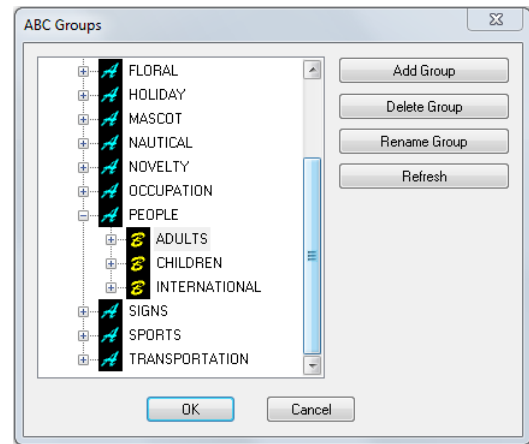 ABC Groups
A FLORAL
A HOLIDAY
A MASCOT
A NAUTICAL
A NOVELTY
A OCCUPATION
A PEOPLE
B ADULTS
B CHILDREN
B INTERNATIONAL
A SIGNS
A SPORTS
A TRANSPORTATION
Add Group
Delete Group
Rename Group
Refresh
OK
Cancel